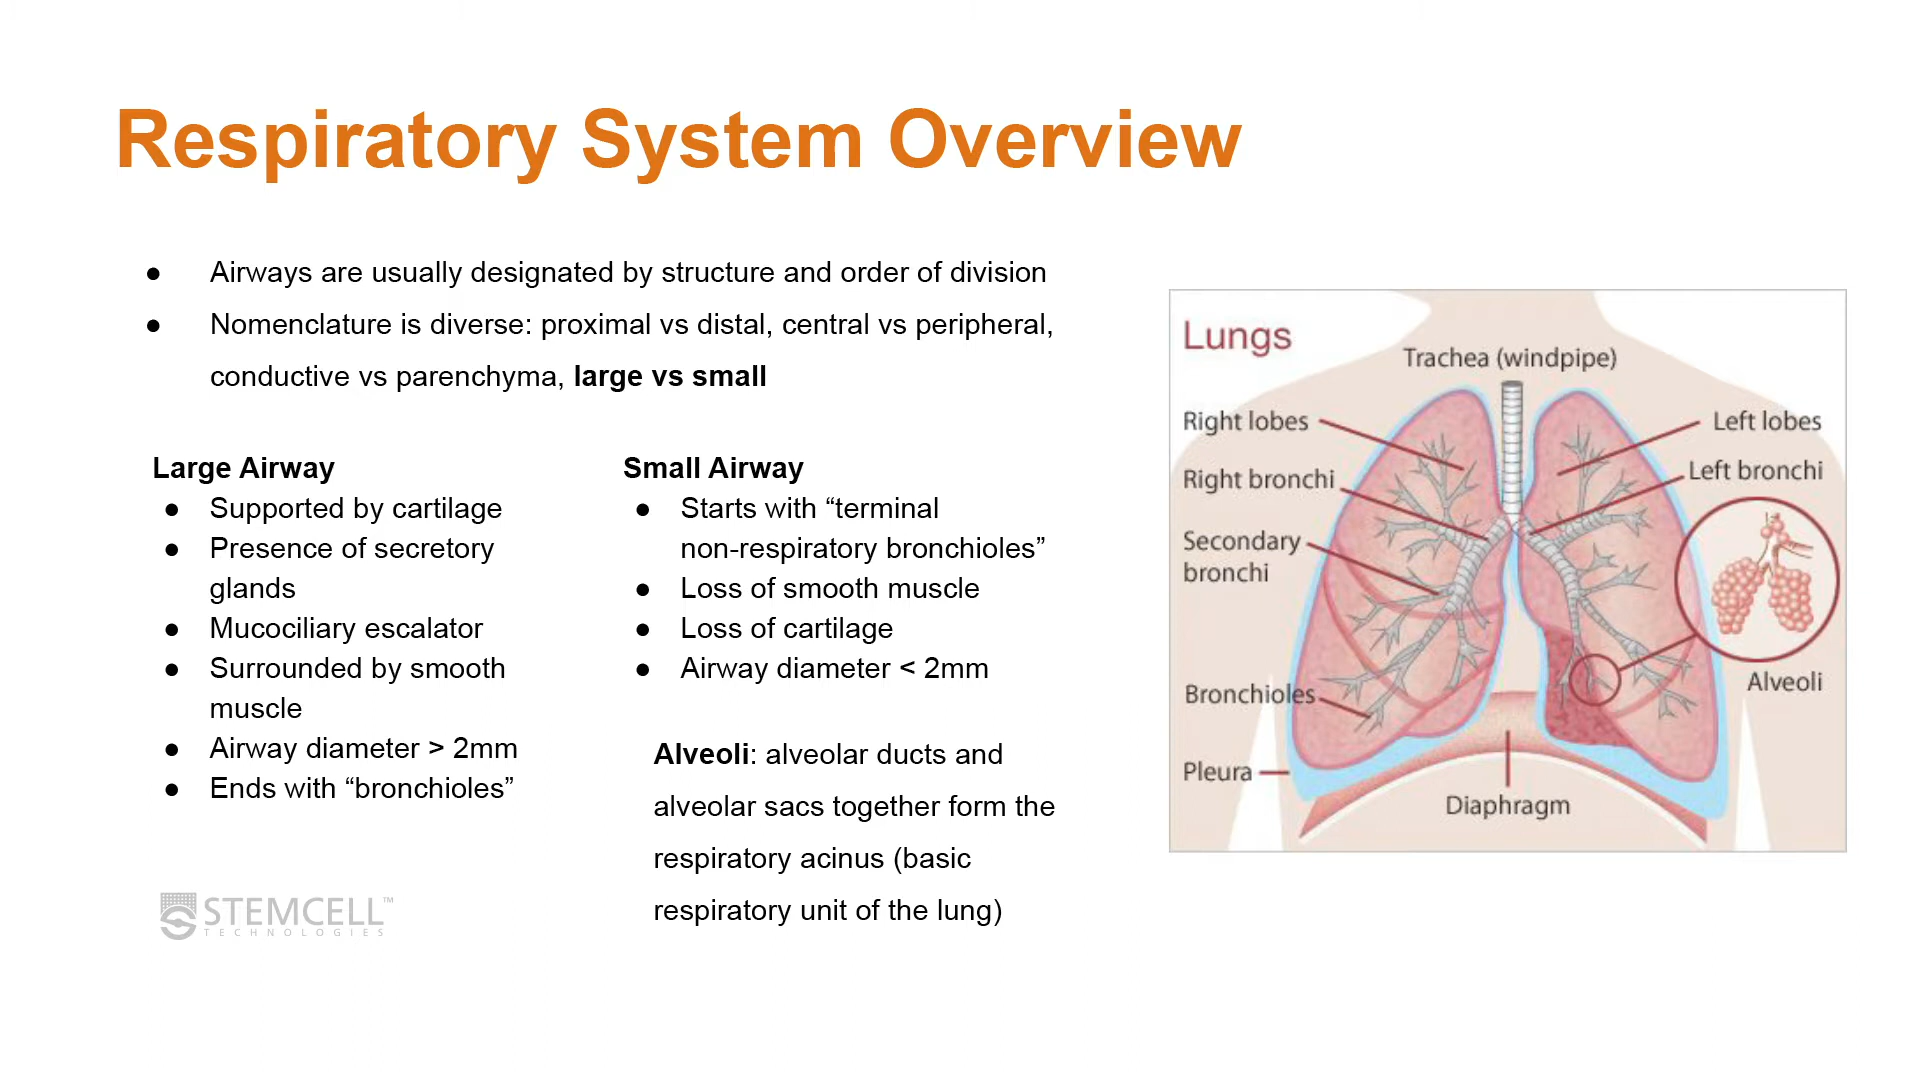 Respiratory System Overview
● Airways are usually designated by structure and order of division
● Nomenclature is diverse: proximal vs distal, central vs peripheral,
conductive vs parenchyma, large vs small
Large Airway
● Supported by cartilage
● Presence of secretory
glands
● Mucociliary escalator
● Surrounded by smooth
muscle
● Airway diameter > 2mm
● Ends with “bronchioles”
Small Airway
● Starts with “terminal
non-respiratory bronchioles”
● Loss of smooth muscle
● Loss of cartilage
● Airway diameter < 2mm
Alveoli: alveolar ducts and
alveolar sacs together form the
respiratory acinus (basic
respiratory unit of the lung)
STEMCELL™
TECHNOLOGIES
Lungs
Trachea (windpipe)
Right lobes
Left lobes
Right bronchi
Left bronchi
Secondary
bronchi
Bronchioles
Alveoli
Pleura
Diaphragm